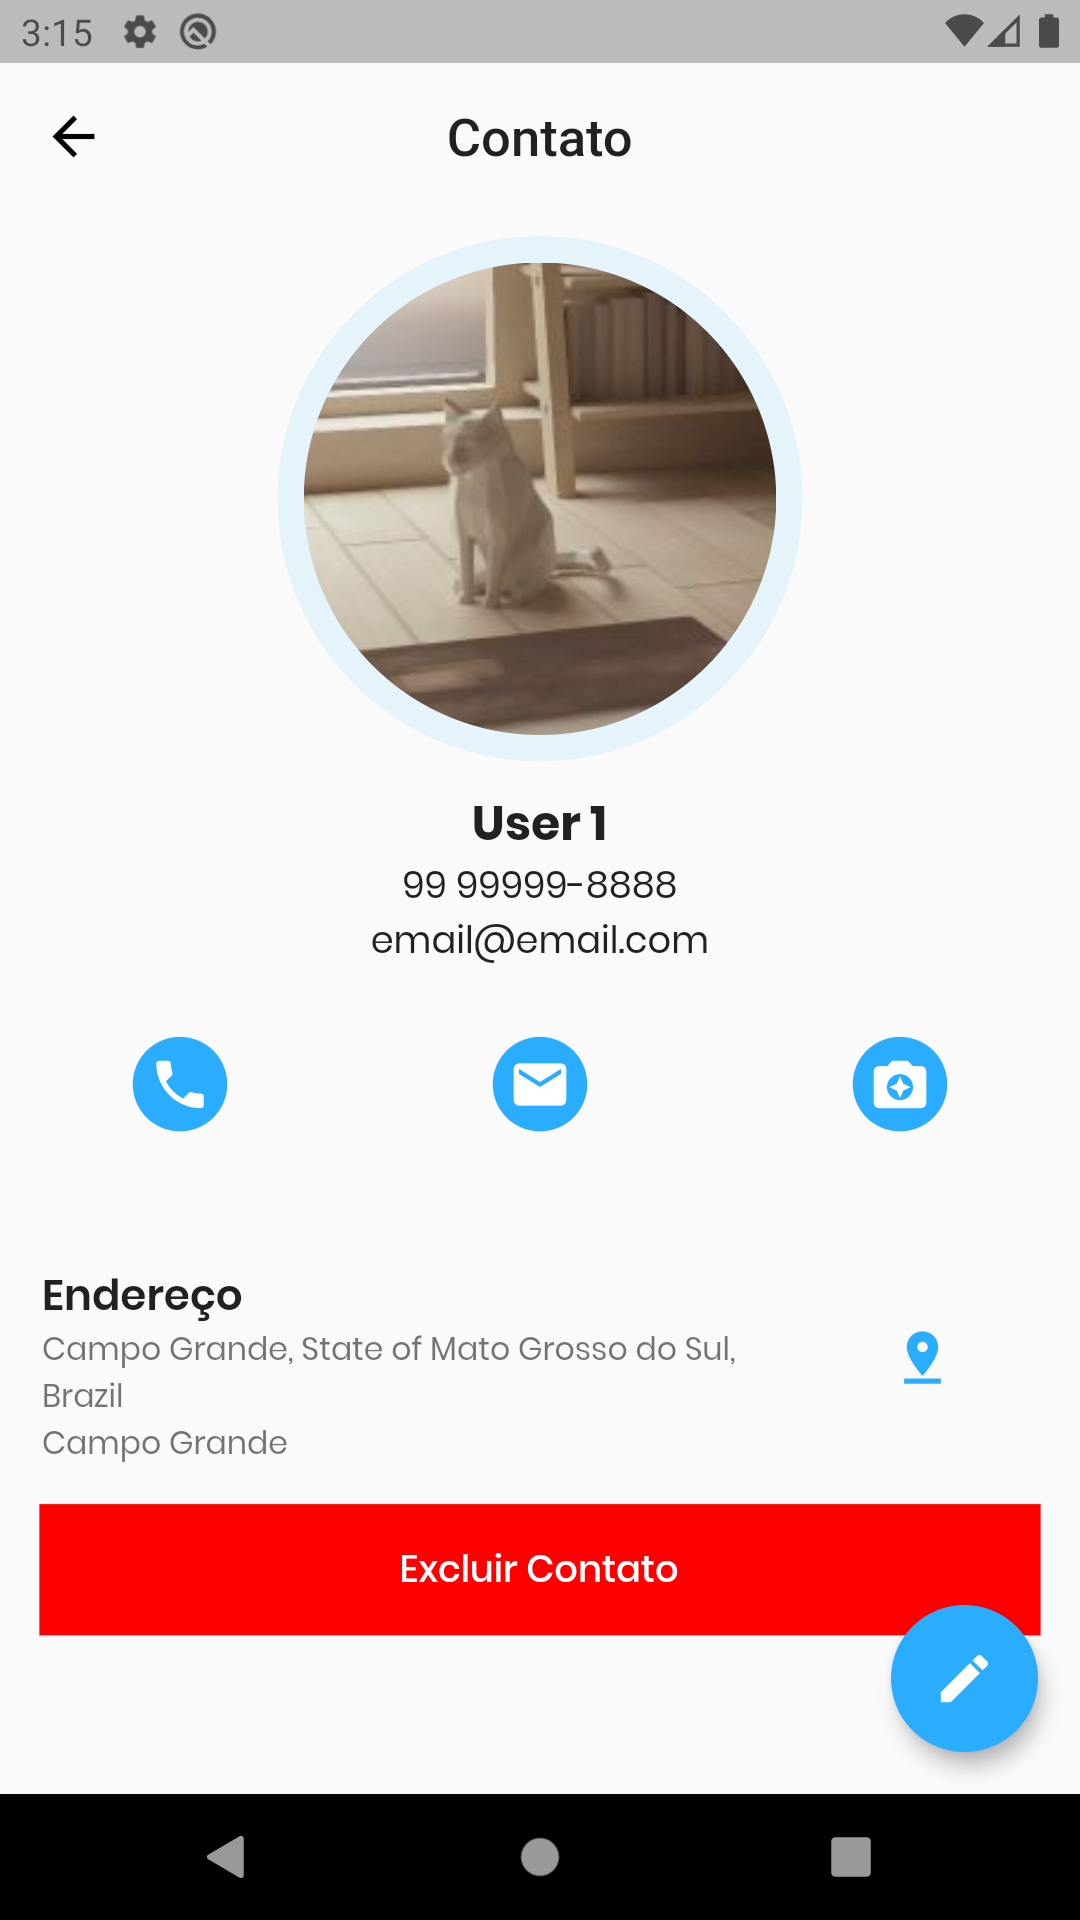 3:15
Contato
User 1
99 99999-8888
email@email.com
Endereço
Campo Grande, State of Mato Grosso do Sul,
Brazil
Campo Grande
Excluir Contato